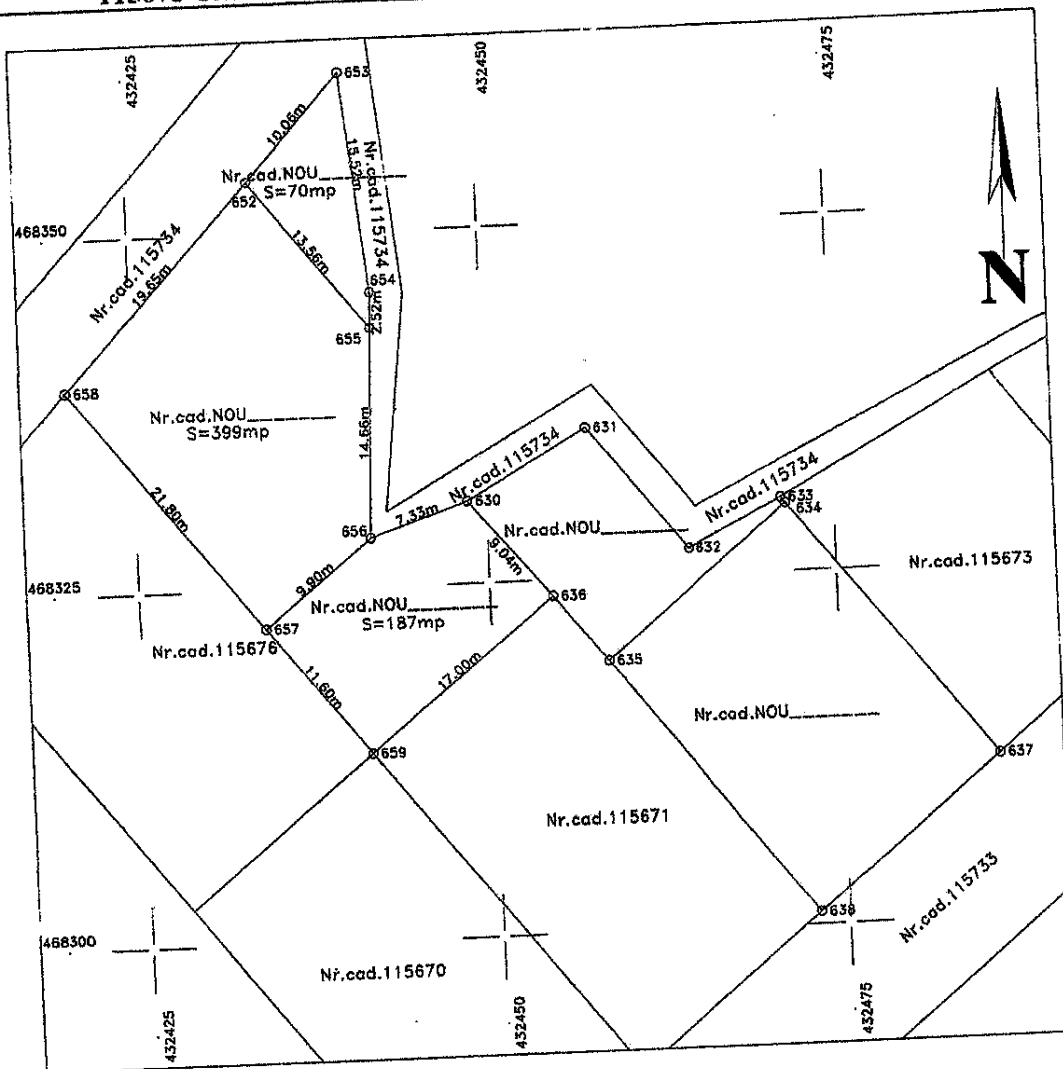 432425
432450
432475
653
10.06m
15.52m
Nr.cad.115734
Nr.cad.NOU
S=70mp
652
468350
Nr.cad.115734
19.65m
13.56m
654
2.52m
655
N
658
Nr.cad.NOU
S=399mp
14.66m
631
Nr.cad.115734
630
7.33m
Nr.cad.115734
633
634
21.80m
656
Nr.cad.NOU
632
9.04m
Nr.cad.115673
468325
9.90m
Nr.cad.NOU
S=187mp
636
657
Nr.cad.115676
635
11.60m
17.00m
Nr.cad.NOU
659
637
Nr.cad.115671
638
Nr.cad.115733
468300
Nr.cad.115670
432425
432450
432475